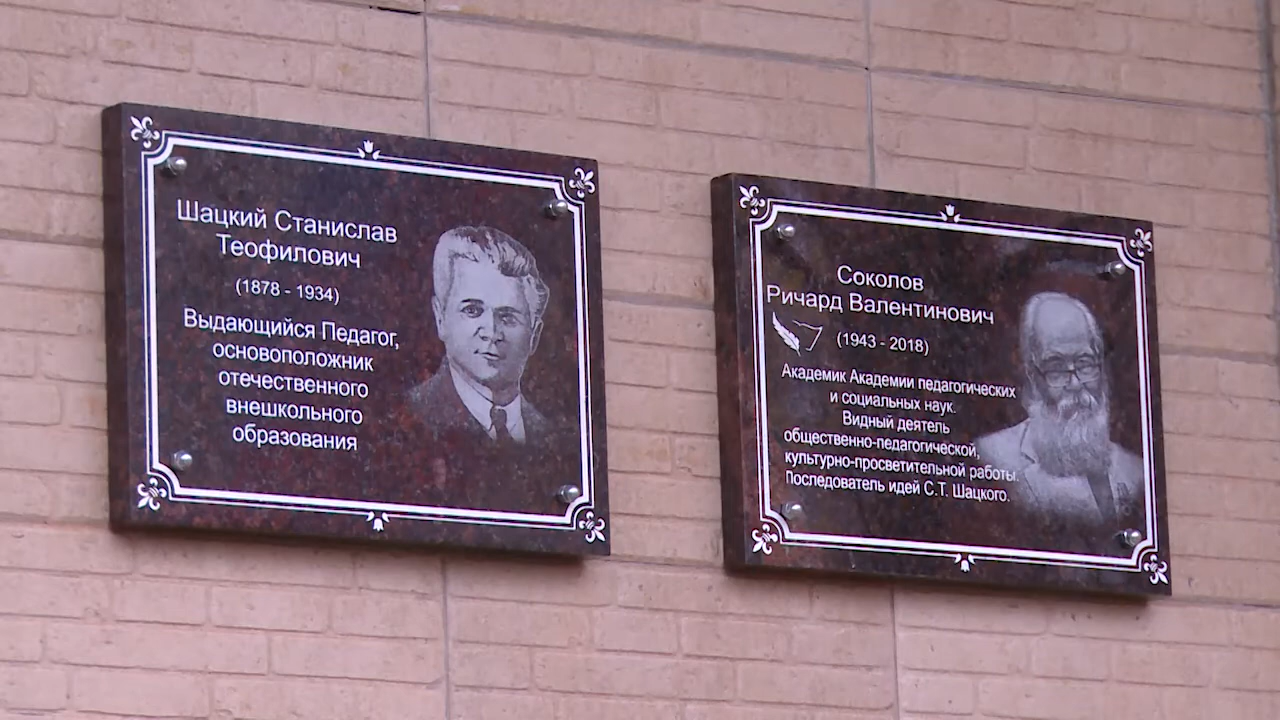 Шацкий Станислав
Теофилович
(1878 - 1934)
Выдающийся Педагог,
основоположник
отечественного
внешкольного
образования
Соколов
Ричард Валентинович
(1943 - 2018)
Академик Академии педагогических
и социальных наук.
Видный деятель
общественно-педагогической,
культурно-просветительной работы.
Последователь идей С.Т. Шацкого.